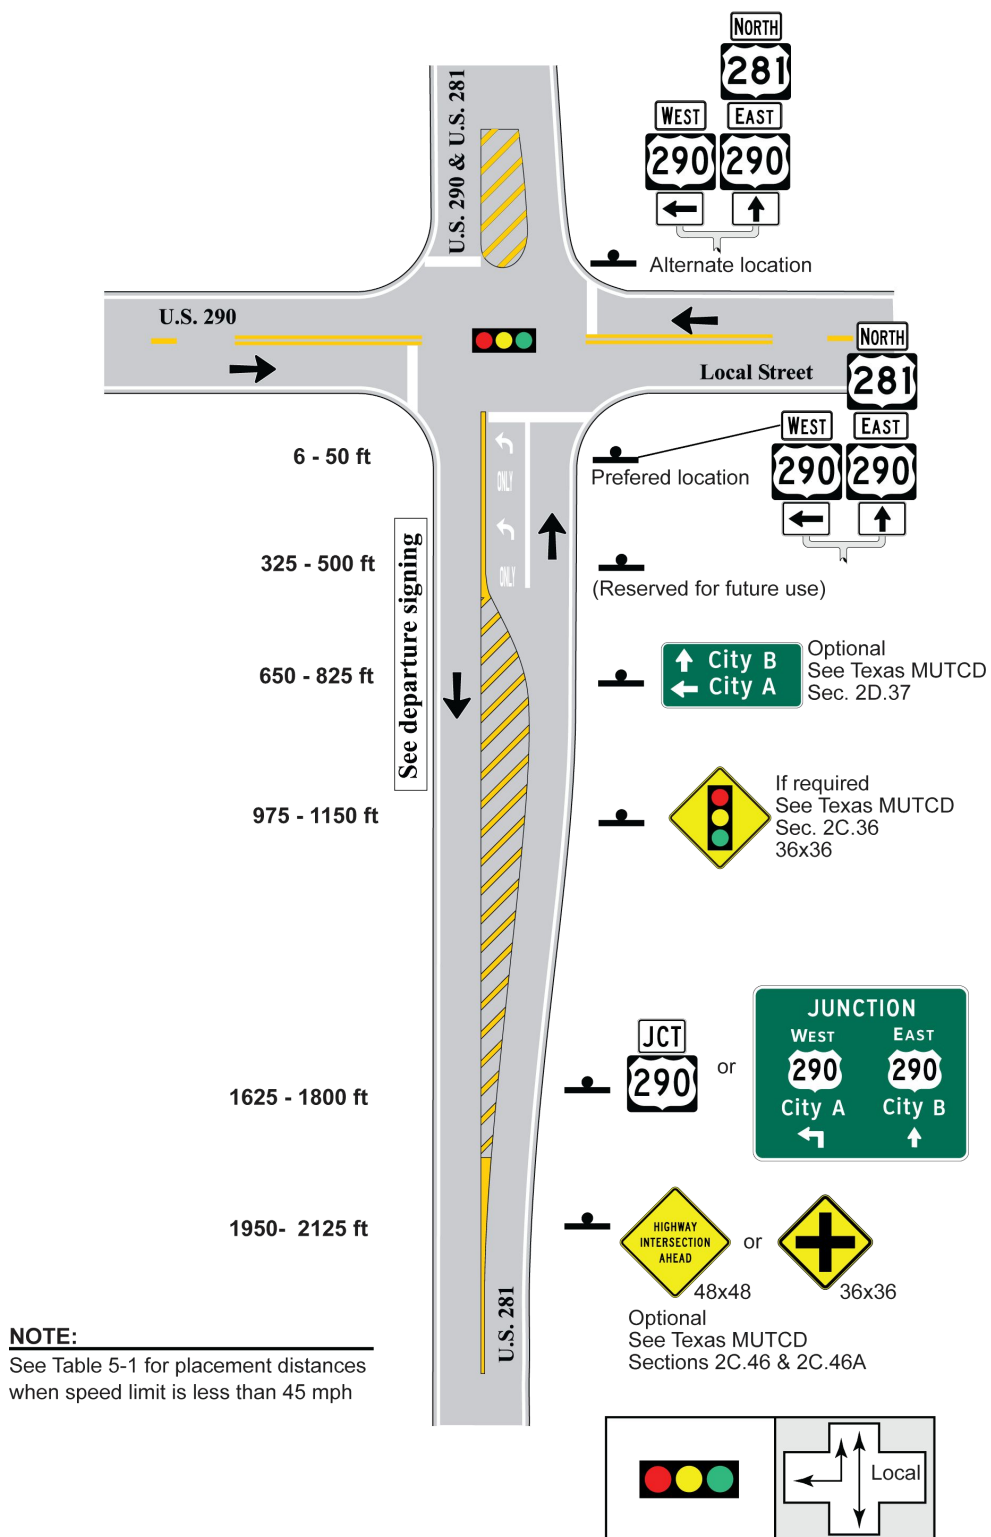 NORTH
281
WEST EAST
290 290
U.S. 290 & U.S. 281
Alternate location
U.S. 290
NORTH
281
Local Street
WEST EAST
290 290
6 - 50 ft
Prefered location
ONLY
325 - 500 ft
ONLY
(Reserved for future use)
See departure signing
650 - 825 ft
City B
City A
Optional
See Texas MUTCD
Sec. 2D.37
975 - 1150 ft
If required
See Texas MUTCD
Sec. 2C.36
36x36
1625 - 1800 ft
JCT
290
or
JUNCTION
WEST EAST
290 290
City A City B
1950- 2125 ft
HIGHWAY
INTERSECTION
AHEAD
or
48x48
36x36
Optional
See Texas MUTCD
Sections 2C.46 & 2C.46A
U.S. 281
NOTE:
See Table 5-1 for placement distances
when speed limit is less than 45 mph
Local